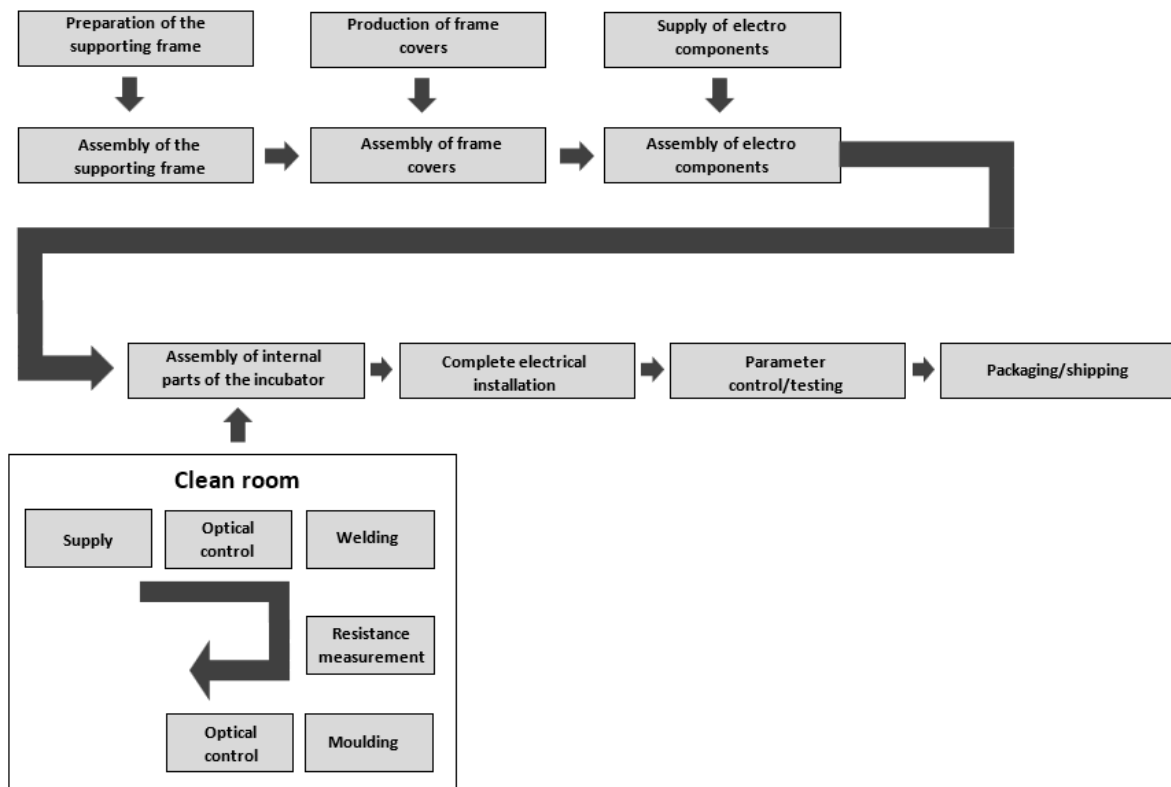 Preparation of the
supporting frame
Production of frame
covers
Supply of electro
components
Assembly of the
supporting frame
Assembly of frame
covers
Assembly of electro
components
Assembly of internal
parts of the incubator
Complete electrical
installation
Parameter
control/testing
Packaging/shipping
Clean room
Supply
Optical
control
Welding
Resistance
measurement
Optical
control
Moulding